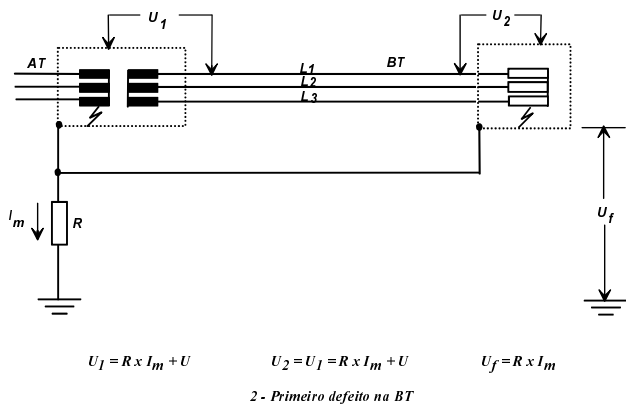 U1
U2
AT
L1
BT
L2
L3
Im
R
Uf
U1 = R x Im + U
U2 = U1 = R x Im + U
Uf = R x Im
2 - Primeiro defeito na BT